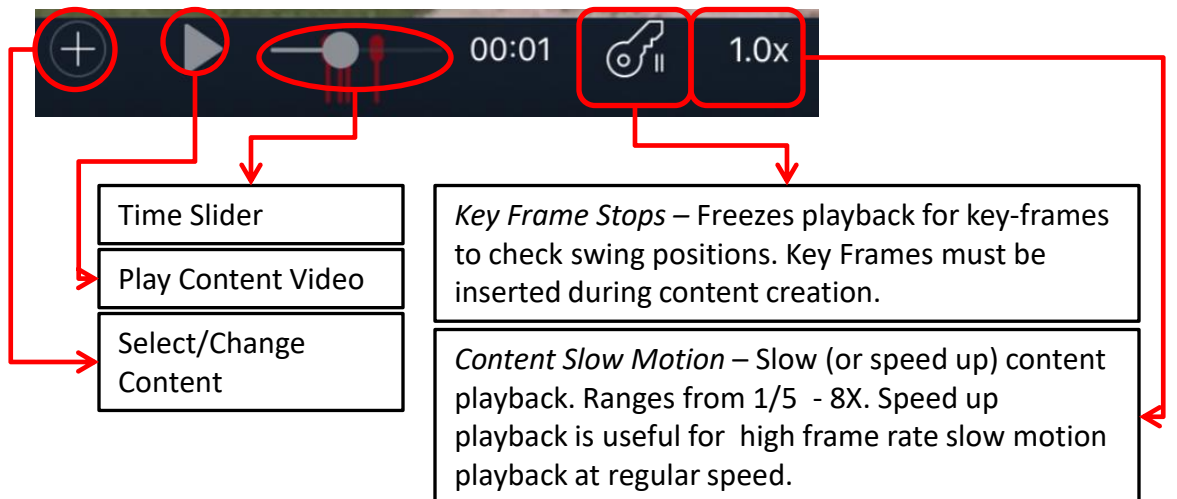 00:01
1.0x
Time Slider
Play Content Video
Select/Change
Content
Key Frame Stops – Freezes playback for key-frames
to check swing positions. Key Frames must be
inserted during content creation.
Content Slow Motion – Slow (or speed up) content
playback. Ranges from 1/5  - 8X. Speed up
playback is useful for  high frame rate slow motion
playback at regular speed.